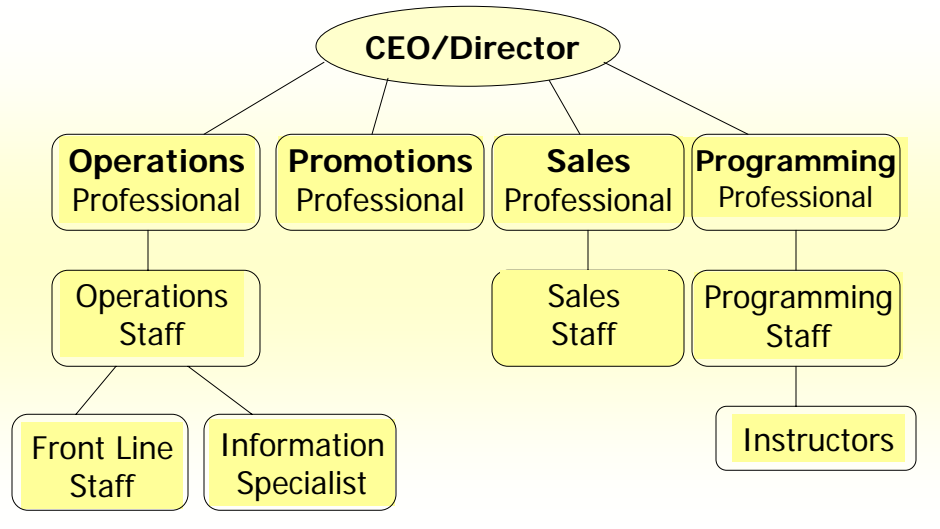 CEO/Director
Operations
Professional
Promotions
Professional
Sales
Professional
Programming
Professional
Operations
Staff
Sales
Staff
Programming
Staff
Front Line
Staff
Information
Specialist
Instructors